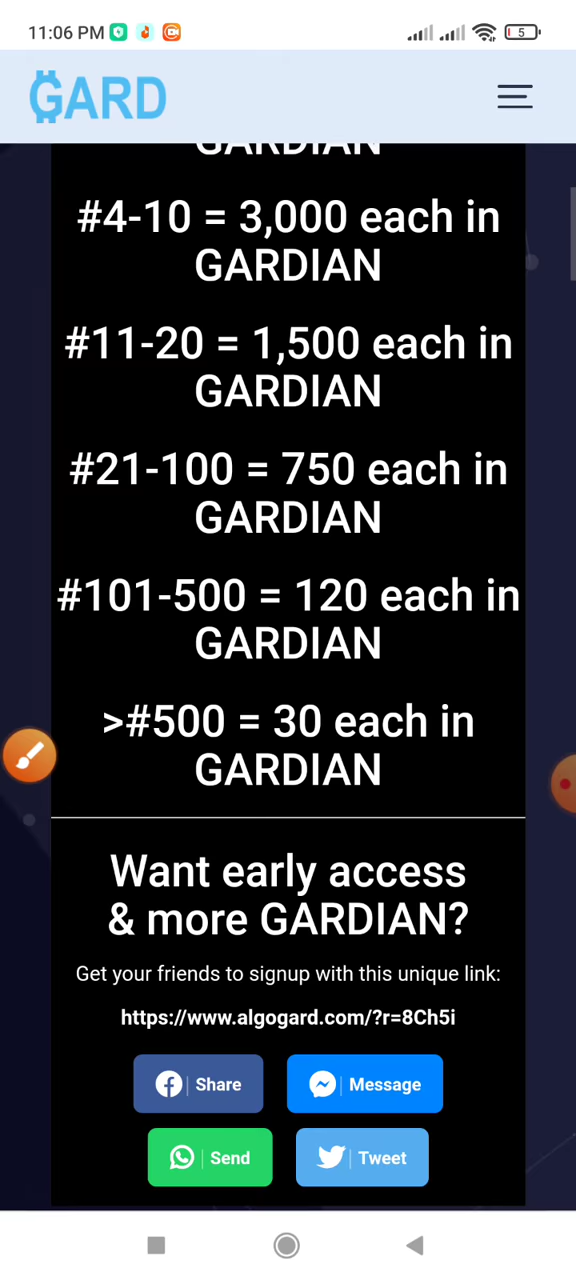 11:06 PM
5
GARD
GARDIAN
#4-10 = 3,000 each in
GARDIAN
#11-20 = 1,500 each in
GARDIAN
#21-100 = 750 each in
GARDIAN
#101-500 = 120 each in
GARDIAN
>#500 = 30 each in
GARDIAN
Want early access
& more GARDIAN?
Get your friends to signup with this unique link:
https://www.algogard.com/?r=8Ch5i
Share
Message
Send
Tweet